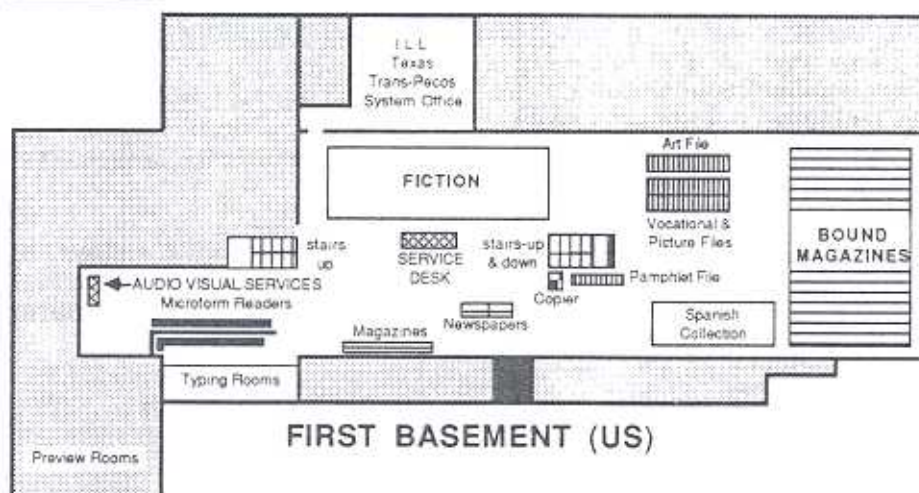 I L L
Texas
Trans-Pecos
System Office
Art File
FICTION
Vocational &
Picture Files
BOUND
MAGAZINES
stairs
up
SERVICE
DESK
stairs-up
& down
AUDIO VISUAL SERVICES
Microform Readers
Copier
Pamphlet File
Newspapers
Spanish
Collection
Magazines
Typing Rooms
FIRST BASEMENT (US)
Preview Rooms